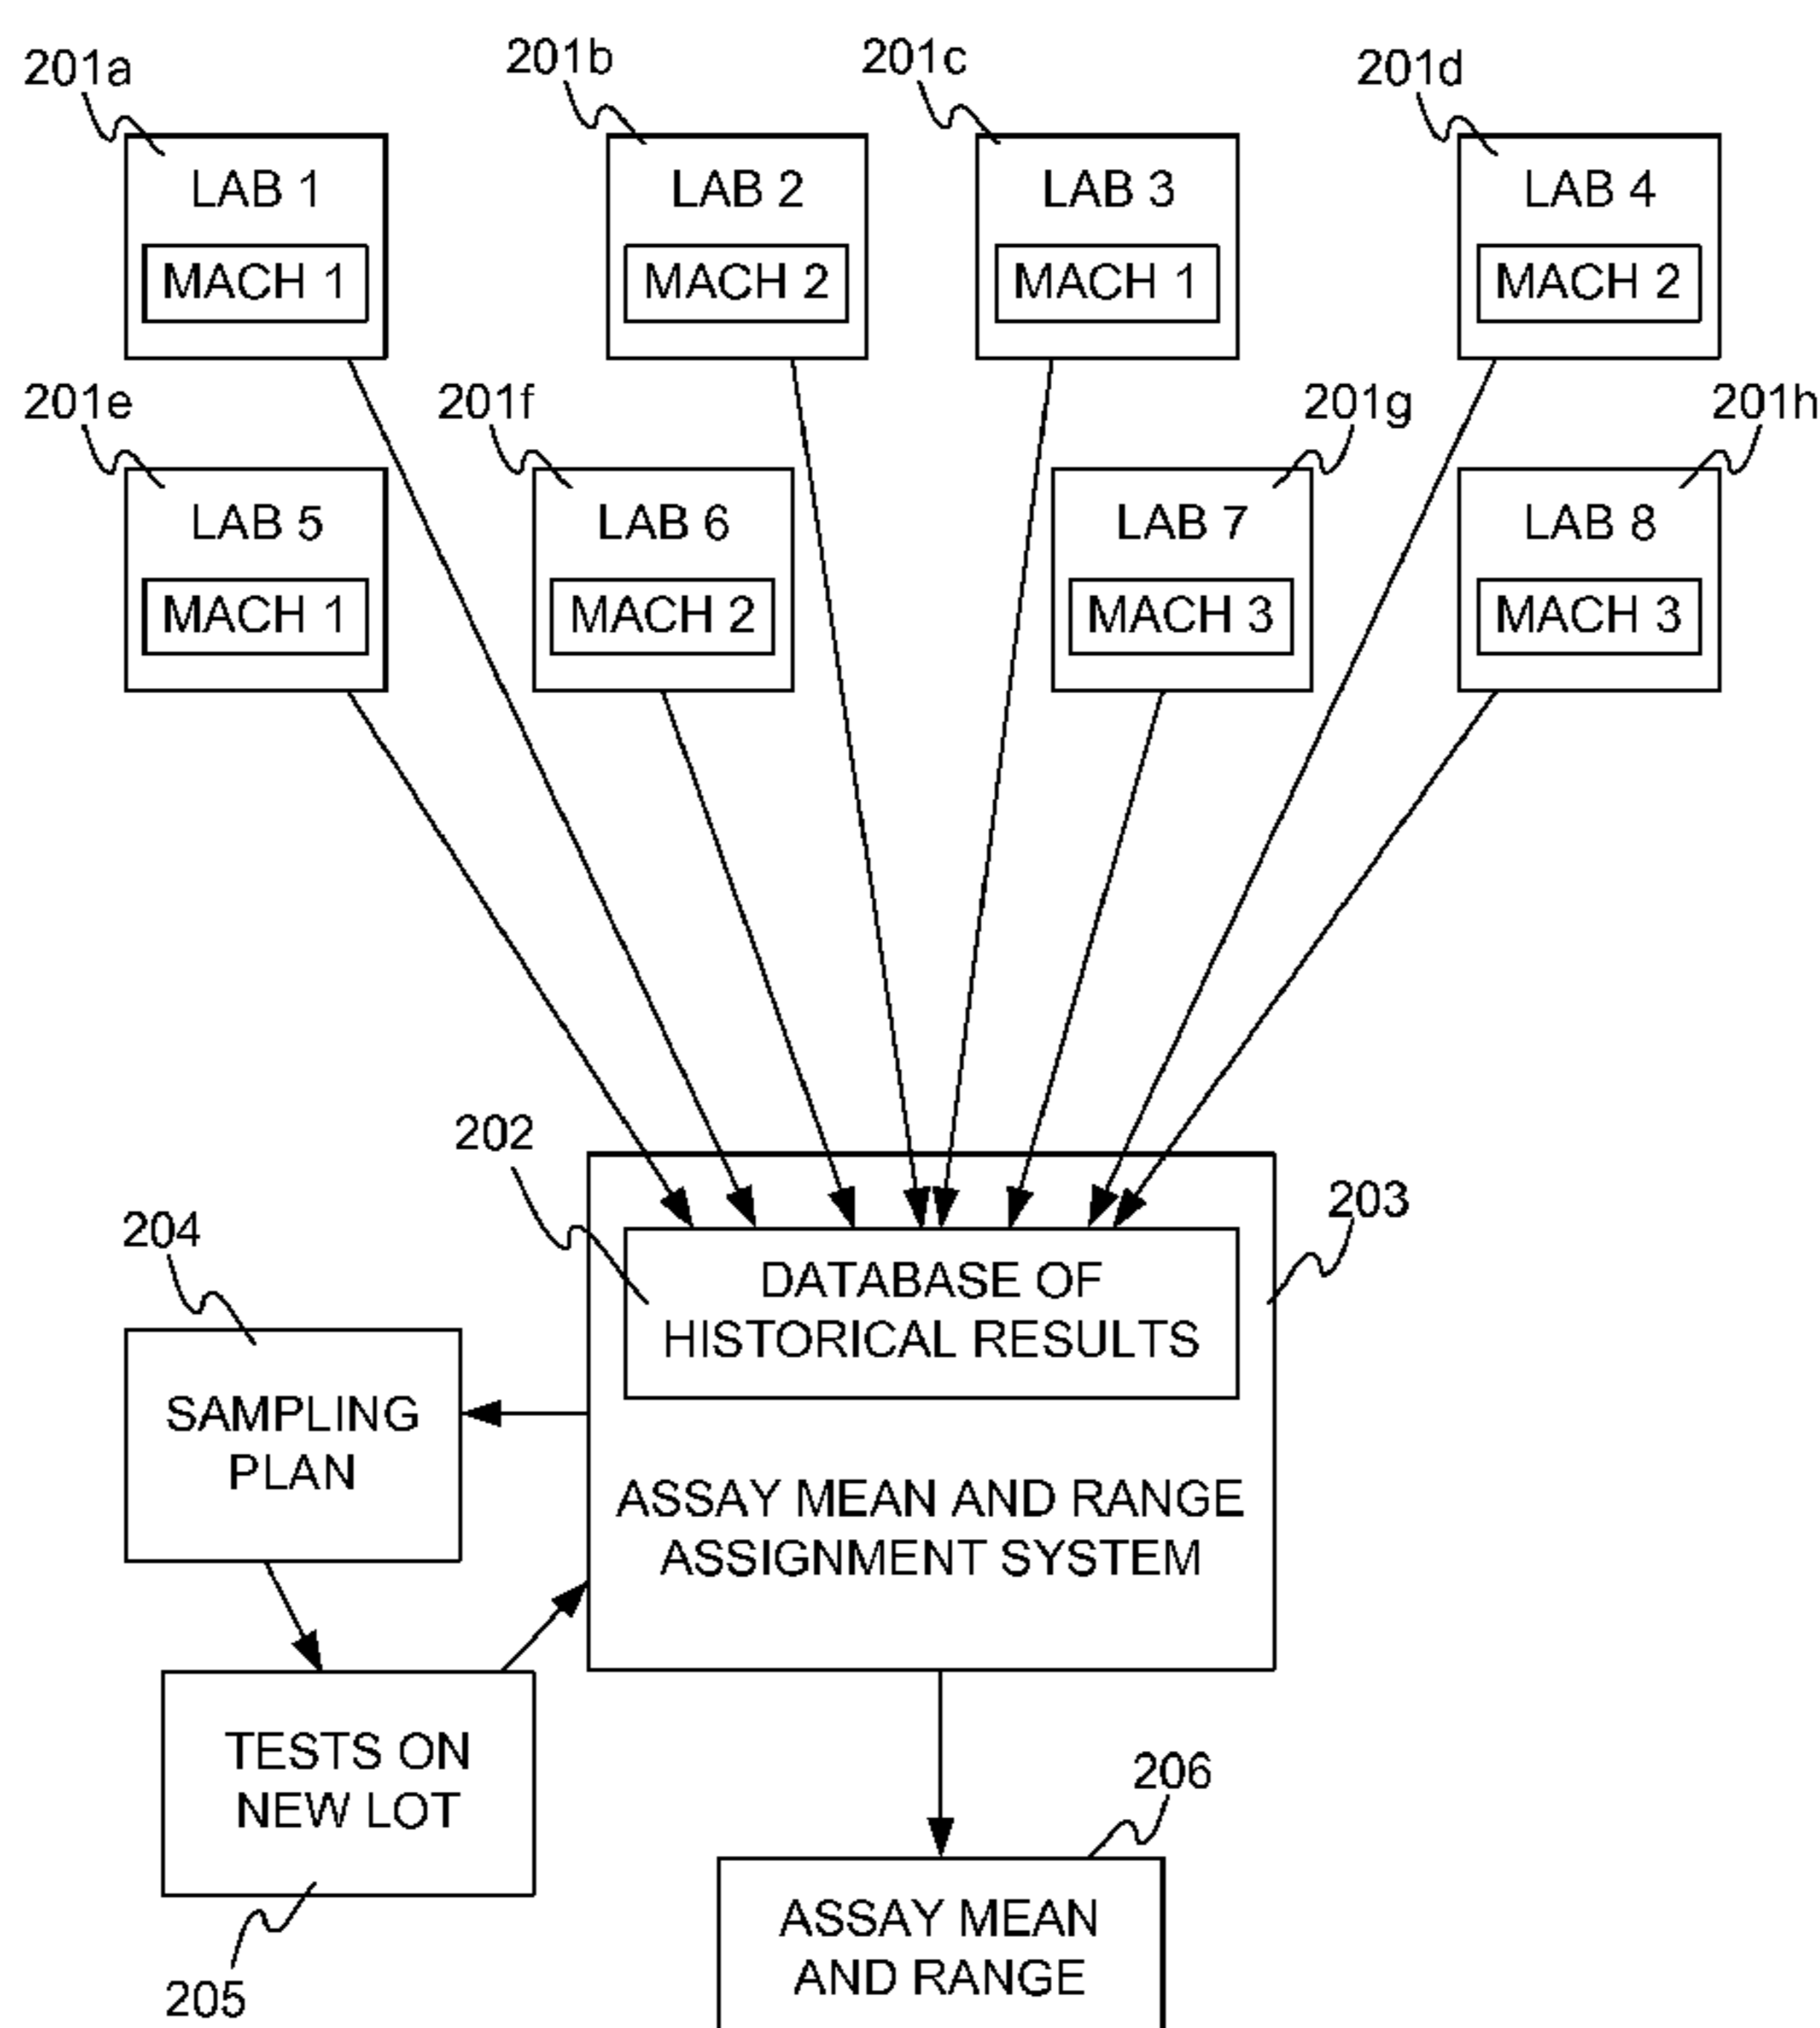 201a
201b
201c
201d
LAB 1
LAB 2
LAB 3
LAB 4
MACH 1
MACH 2
MACH 1
MACH 2
201e
201f
201g
201h
LAB 5
LAB 6
LAB 7
LAB 8
MACH 1
MACH 2
MACH 3
MACH 3
202
203
204
DATABASE OF
HISTORICAL RESULTS
SAMPLING
PLAN
ASSAY MEAN AND RANGE
ASSIGNMENT SYSTEM
TESTS ON
NEW LOT
205
206
ASSAY MEAN
AND RANGE